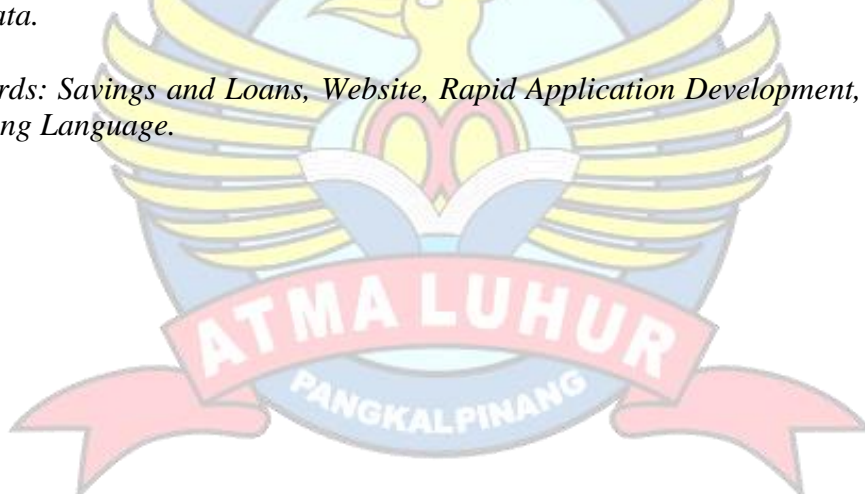 ata.
rds: Savings and Loans, Website, Rapid Application Development,
ng Language.
ATMA LUHUR
PANGKALPINANG